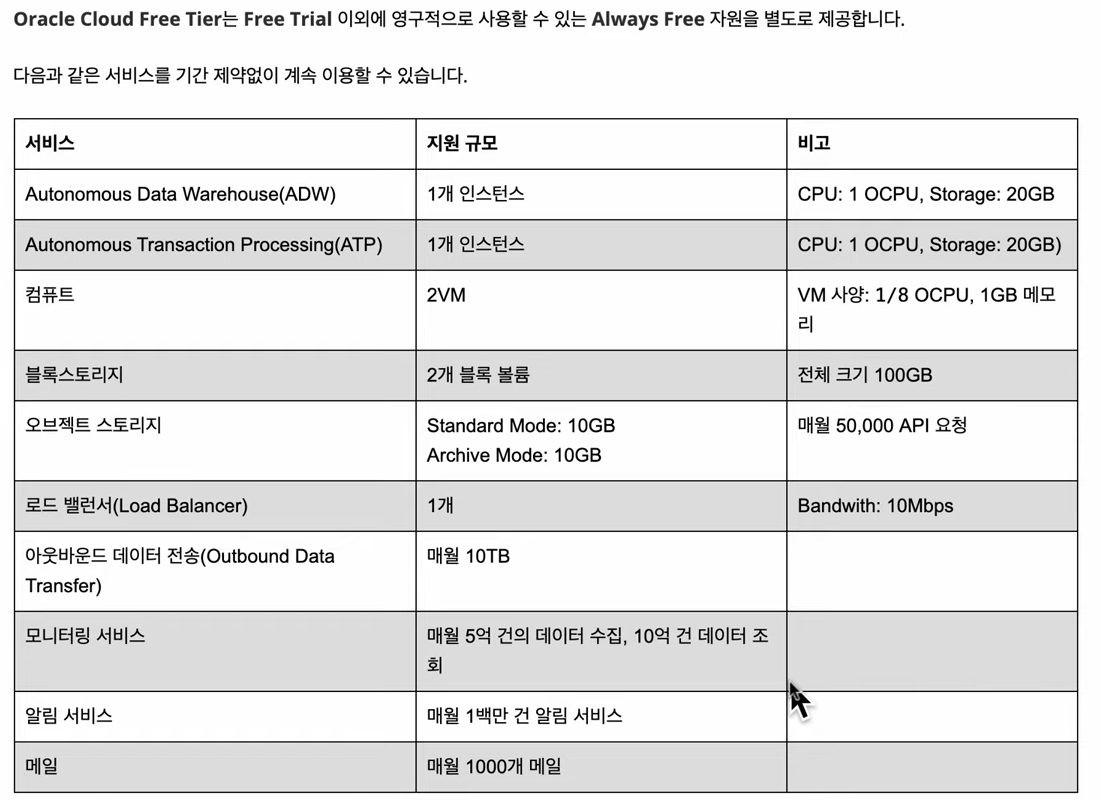 Oracle Cloud Free Tier는 Free Trial 이외에 영구적으로 사용할 수 있는 Always Free 자원을 별도로 제공합니다.
다음과 같은 서비스를 기간 제약없이 계속 이용할 수 있습니다.
서비스 지원 규모 비고
Autonomous Data Warehouse(ADW) 1개 인스턴스 CPU: 1 OCPU, Storage: 20GB
Autonomous Transaction Processing(ATP) 1개 인스턴스 CPU: 1 OCPU, Storage: 20GB)
컴퓨트 2VM VM 사양: 1/8 OCPU, 1GB 메모
리
블록스토리지 2개 블록 볼륨 전체 크기 100GB
오브젝트 스토리지 Standard Mode: 10GB 매월 50,000 API 요청
Archive Mode: 10GB
로드 밸런서(Load Balancer) 1개 Bandwith: 10Mbps
아웃바운드 데이터 전송(Outbound Data 매월 10TB
Transfer)
모니터링 서비스 매월 5억 건의 데이터 수집, 10억 건 데이터 조
회
알림 서비스 매월 1백만 건 알림 서비스
메일 매월 1000개 메일